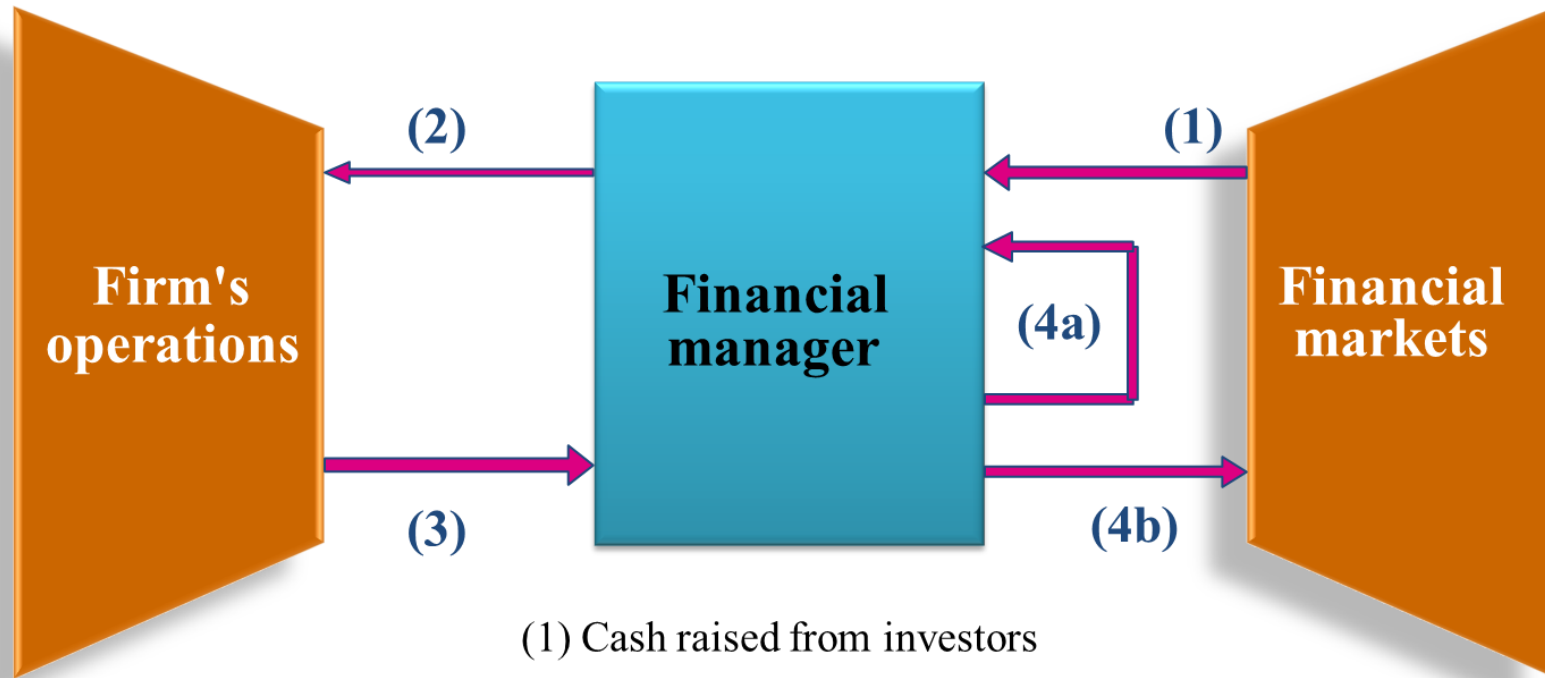 (2)
(1)
Firm's
operations
Financial
manager
(4a)
Financial
markets
(3)
(4b)
(1) Cash raised from investors